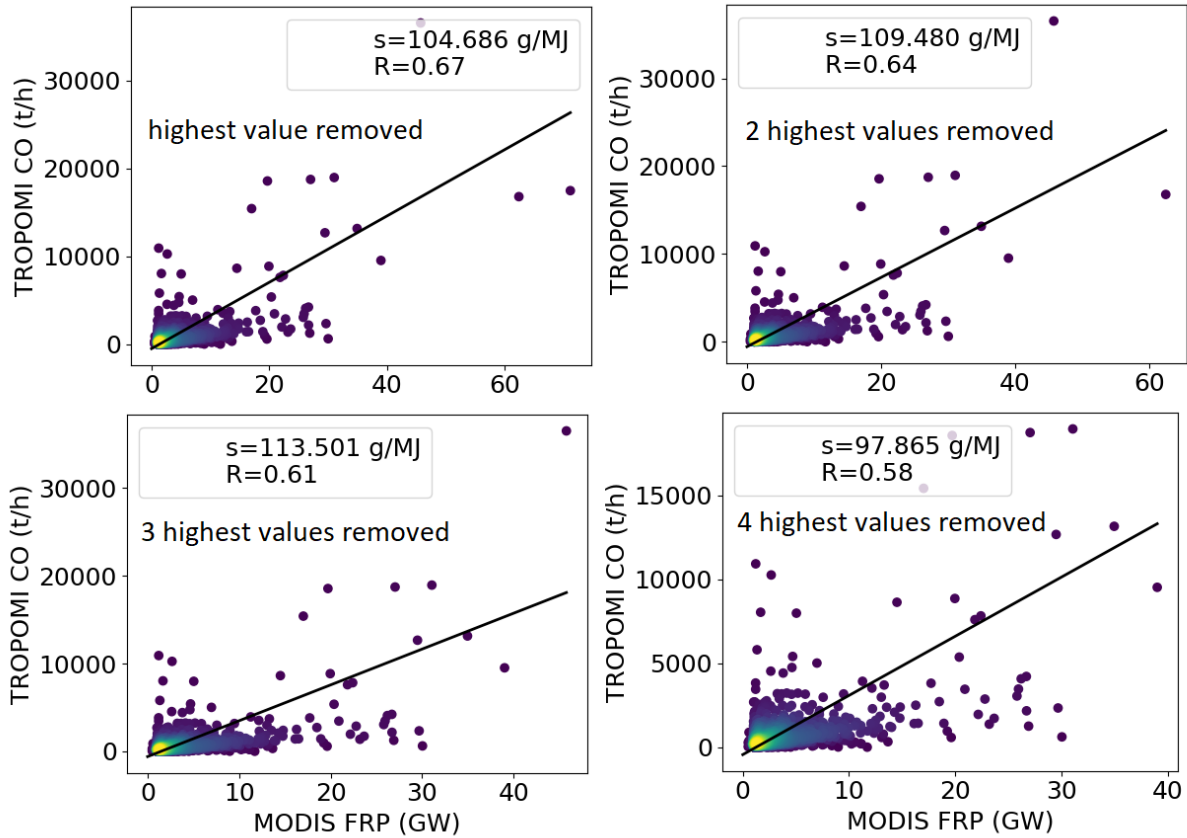 s=104.686 g/MJ
R=0.67
highest value removed
TROPOMI CO (t/h)
30000
20000
10000
0
0 20 40 60
s=109.480 g/MJ
R=0.64
2 highest values removed
TROPOMI CO (t/h)
30000
20000
10000
0
0 20 40 60
s=113.501 g/MJ
R=0.61
3 highest values removed
TROPOMI CO (t/h)
30000
20000
10000
0
0 10 20 30 40
MODIS FRP (GW)
s=97.865 g/MJ
R=0.58
4 highest values removed
TROPOMI CO (t/h)
15000
10000
5000
0
0 10 20 30 40
MODIS FRP (GW)